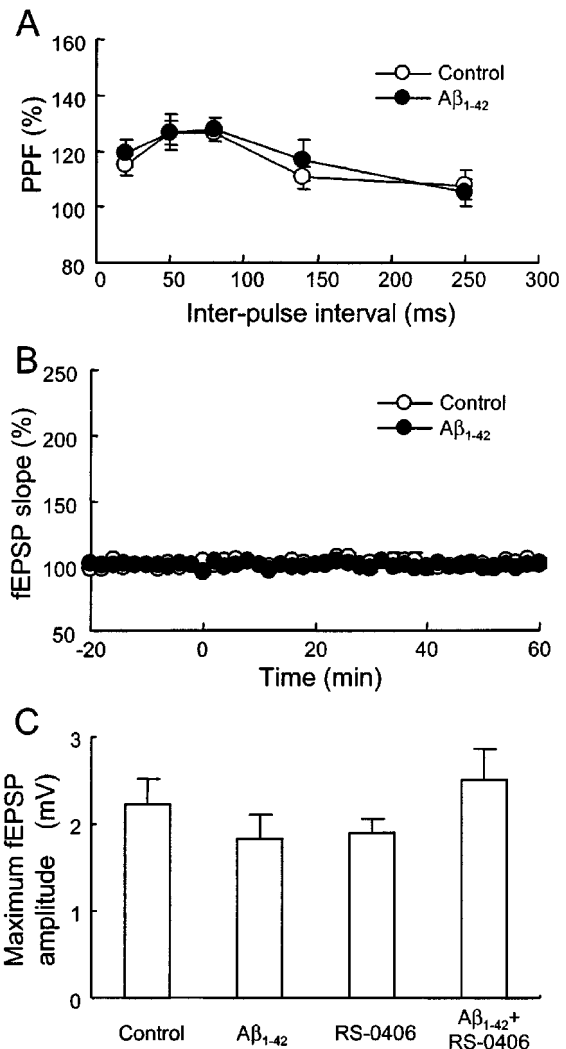 A
160
140
120
100
80
PPF (%)
Control
Aβ1-42
0
50
100
150
200
250
300
Inter-pulse interval (ms)
B
250
200
150
100
50
fEPSP slope (%)
Control
Aβ1-42
-20
0
20
40
60
Time (min)
C
3
2
1
0
Maximum fEPSP
amplitude (mV)
Control
Aβ1-42
RS-0406
Aβ1-42+
RS-0406